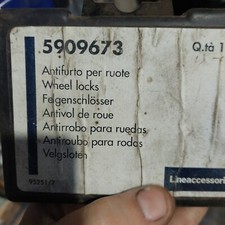 5909673
Q.tà 1
Antifurto per ruote
Wheel locks
Felgenschlösser
Antivol de roue
Antirrobo para ruedas
Antiroubo para rodas
Velgsloten
Lineaccessori